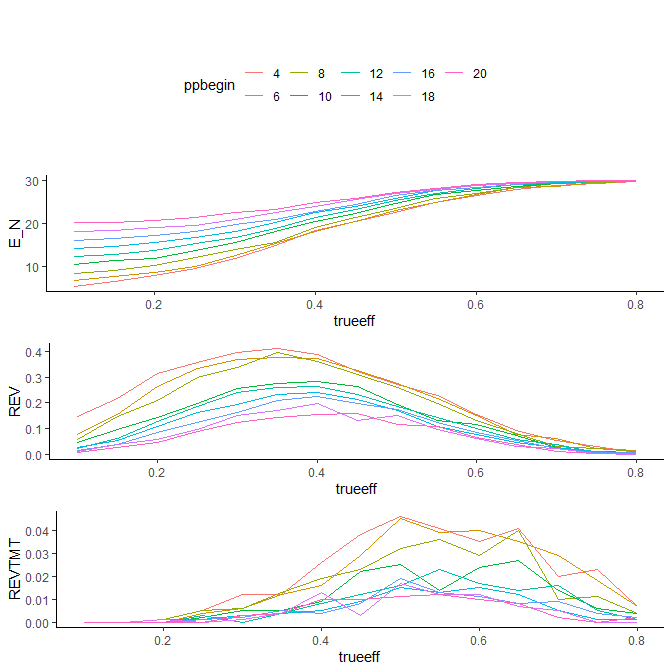 ppbegin
4 8 12 16 20
6 10 14 18
E_N
30
20
10
0.2 0.4 0.6 0.8
trueeff
REV
0.4
0.3
0.2
0.1
0.0
0.2 0.4 0.6 0.8
trueeff
REVTMT
0.04
0.03
0.02
0.01
0.00
0.2 0.4 0.6 0.8
trueeff